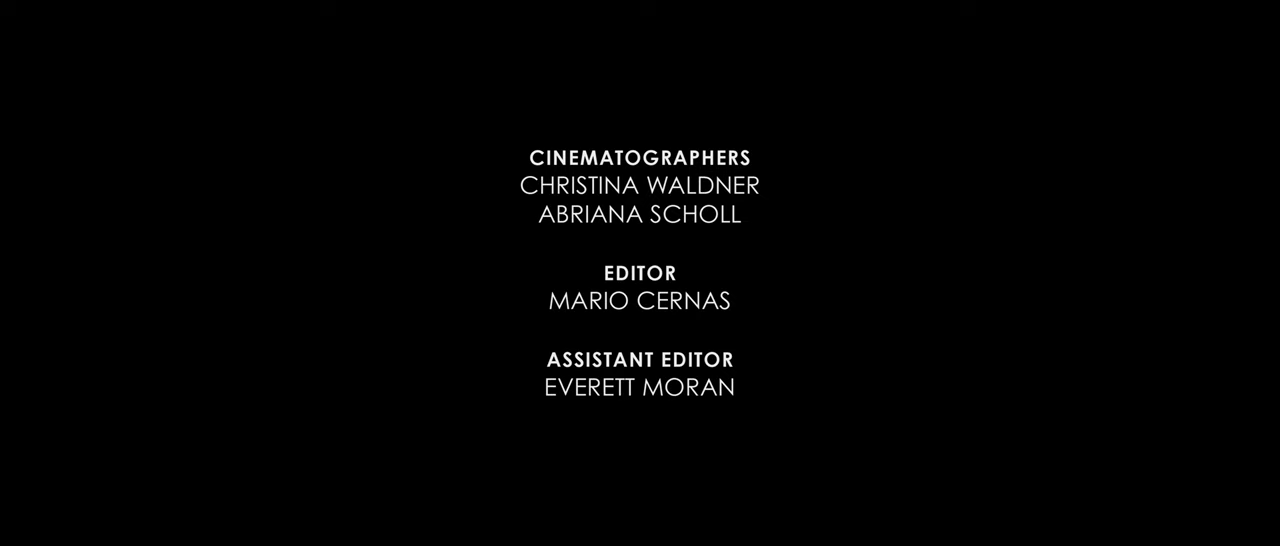 CINEMATOGRAPHERS
CHRISTINA WALDNER
ABRIANA SCHOLL
EDITOR
MARIO CERNAS
ASSISTANT EDITOR
EVERETT MORAN